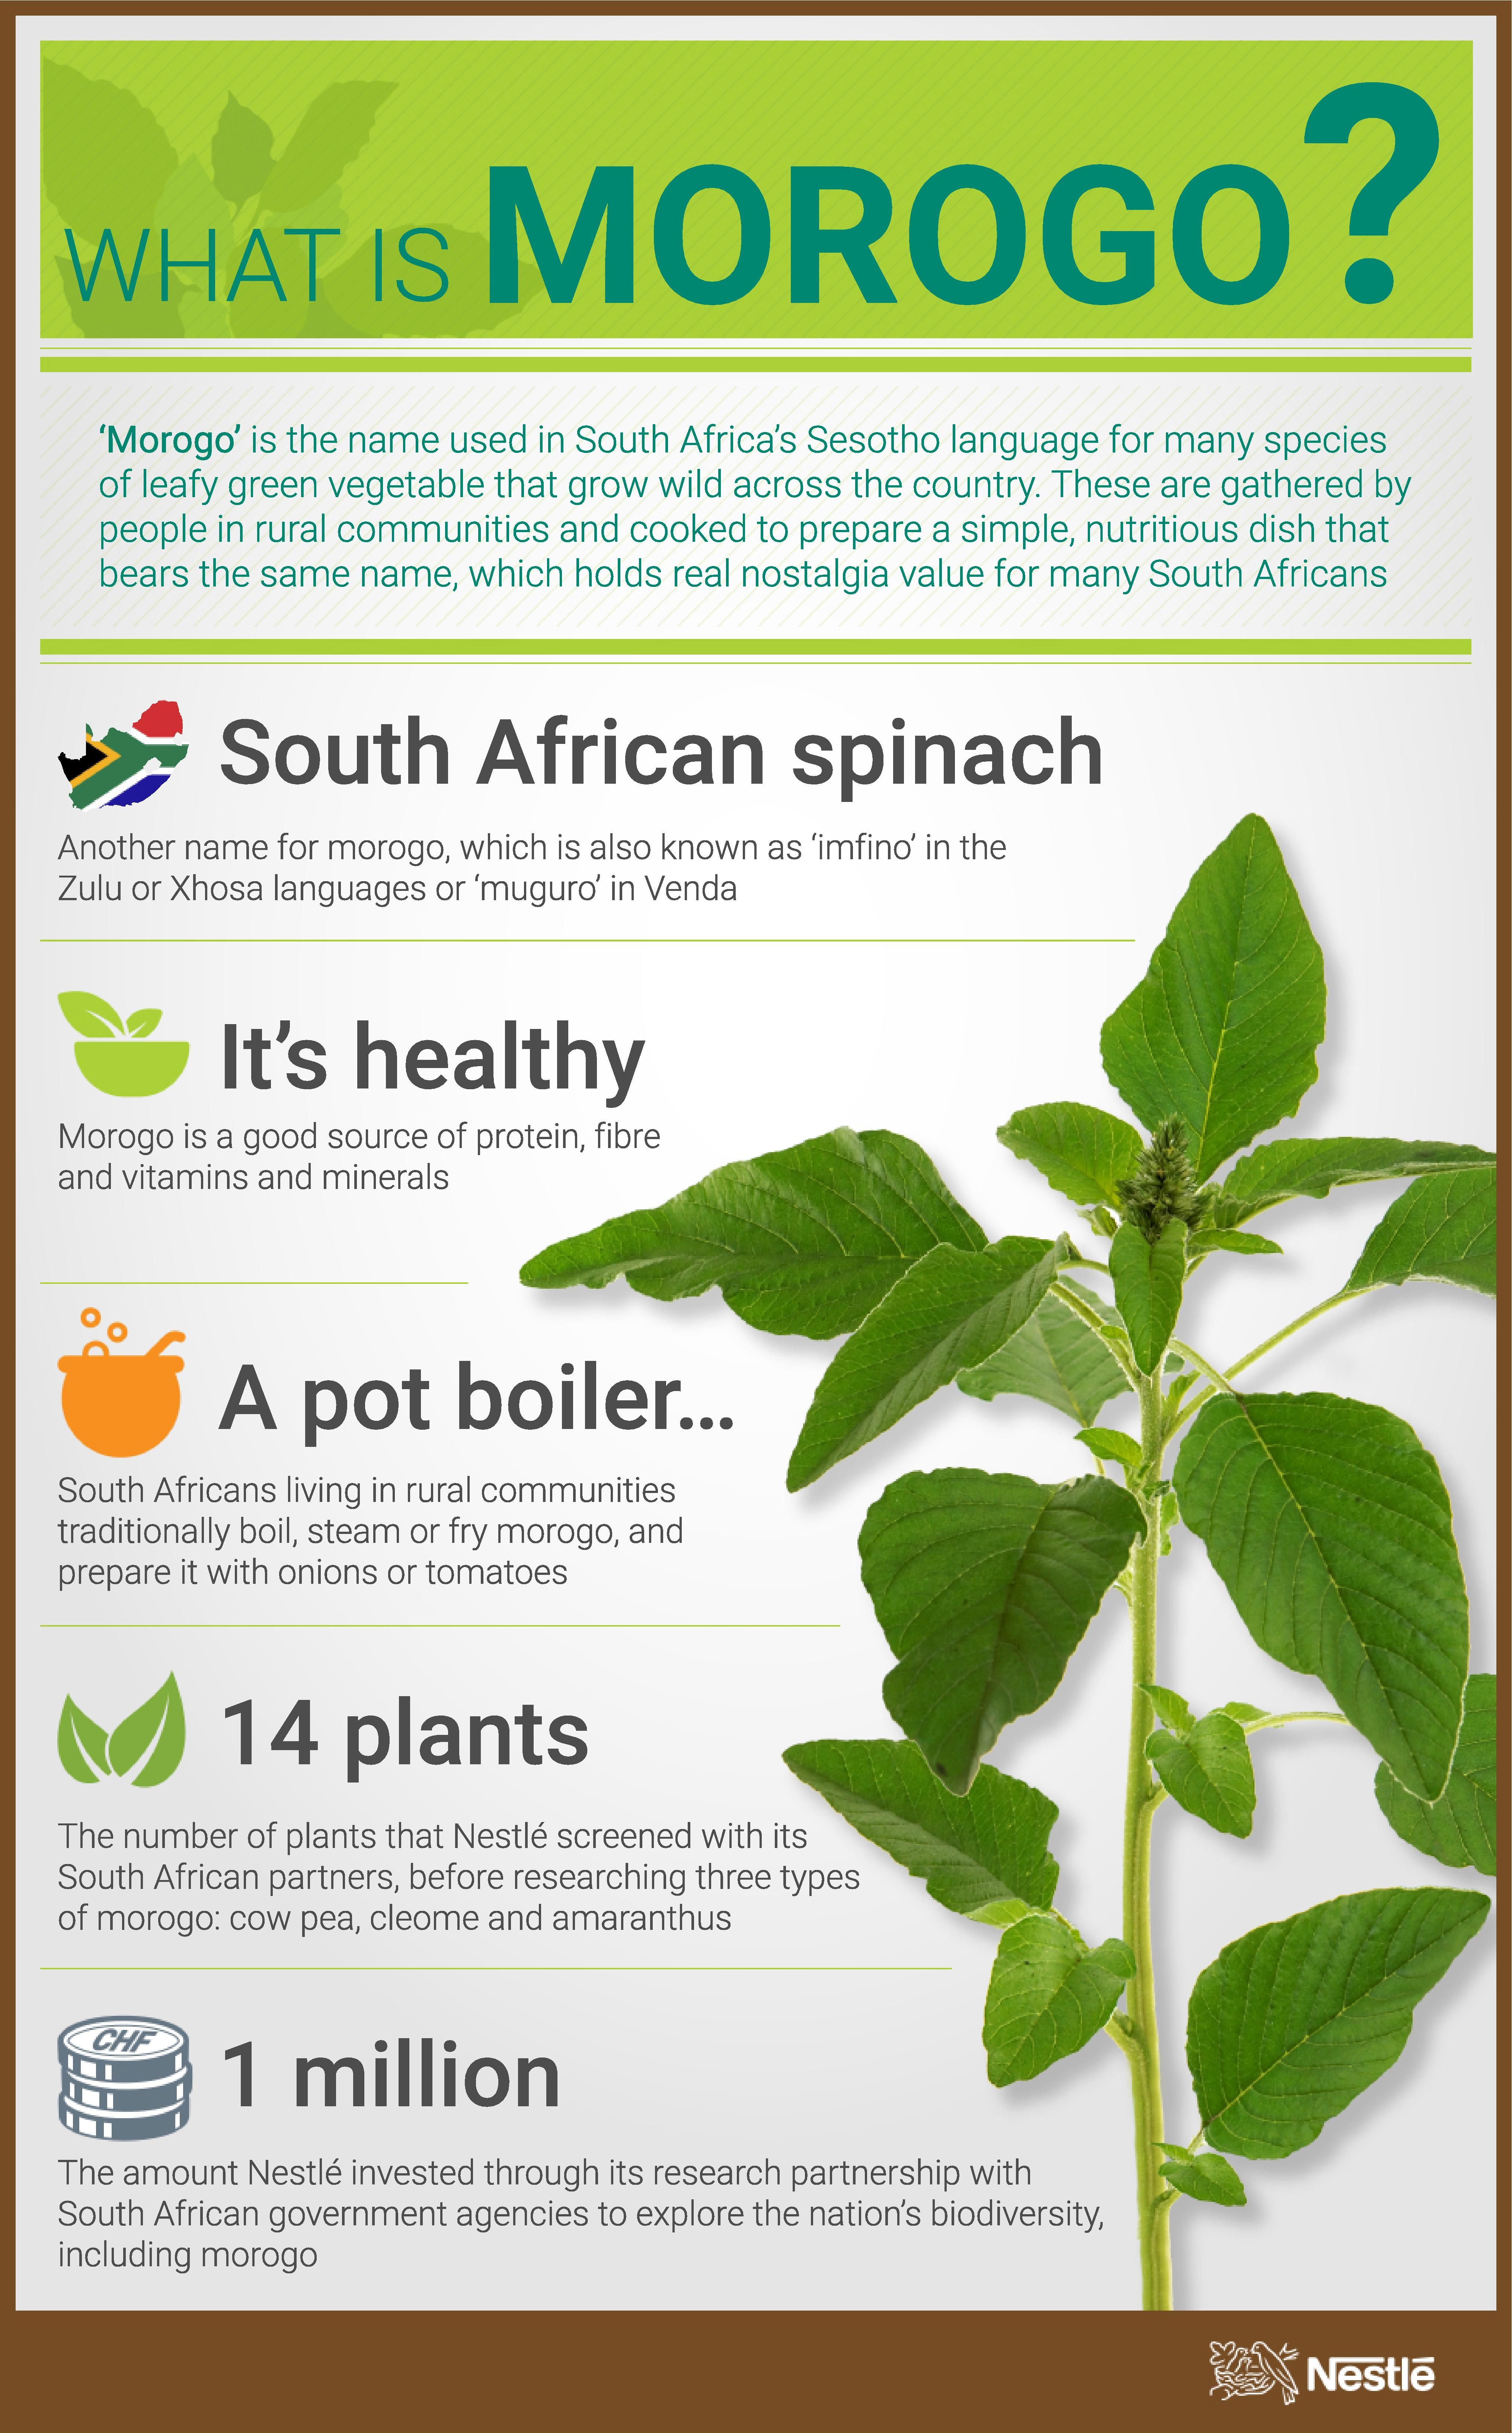 WHAT IS MOROGO?
‘Morogo’ is the name used in South Africa’s Sesotho language for many species
of leafy green vegetable that grow wild across the country. These are gathered by
people in rural communities and cooked to prepare a simple, nutritious dish that
bears the same name, which holds real nostalgia value for many South Africans
South African spinach
Another name for morogo, which is also known as ‘imfino’ in the
Zulu or Xhosa languages or ‘muguro’ in Venda
It’s healthy
Morogo is a good source of protein, fibre
and vitamins and minerals
A pot boiler...
South Africans living in rural communities
traditionally boil, steam or fry morogo, and
prepare it with onions or tomatoes
14 plants
The number of plants that Nestlé screened with its
South African partners, before researching three types
of morogo: cow pea, cleome and amaranthus
CHF
1 million
The amount Nestlé invested through its research partnership with
South African government agencies to explore the nation’s biodiversity,
including morogo
Nestlé